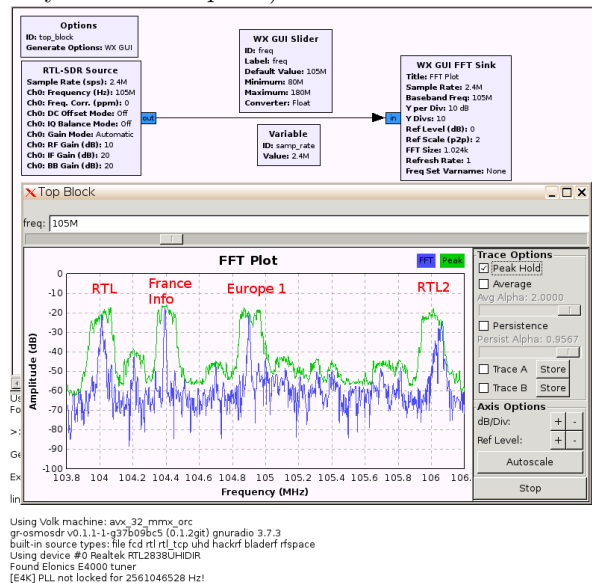 Options
ID: top_block
Generate Options: WX GUI
RTL-SDR Source
Sample Rate (sps): 2.4M
Ch0: Frequency (Hz): 105M
Ch0: Freq. Corr. (ppm): 0
Ch0: DC Offset Mode: Off
Ch0: IQ Balance Mode: Off
Ch0: Gain Mode: Automatic
Ch0: RF Gain (dB): 10
Ch0: IF Gain (dB): 20
Ch0: BB Gain (dB): 20
out
WX GUI Slider
ID: freq
Label: freq
Default Value: 105M
Minimum: 80M
Maximum: 180M
Converter: Float
Variable
ID: samp_rate
Value: 2.4M
in
WX GUI FFT Sink
Title: FFT Plot
Sample Rate: 2.4M
Baseband Freq: 105M
Y per Div: 10 dB
Y Divs: 10
Ref Level (dB): 0
Ref Scale (p2p): 2
FFT Size: 1.024k
Refresh Rate: 1
Freq Set Varname: None
Top Block
freq: 105M
FFT Plot
FFT Peak
RTL
France Info
Europe 1
RTL2
0
-10
-20
-30
-40
-50
-60
-70
-80
-90
-100
Amplitude (dB)
103.8 104 104.2 104.4 104.6 104.8 105 105.2 105.4 105.6 105.8 106 106.
Frequency (MHz)
Trace Options
Peak Hold
Average
Avg Alpha: 2.0000
Persistence
Persist Alpha: 0.9567
Trace A Store
Trace B Store
Axis Options
dB/Div: + -
Ref Level: + -
Autoscale
Stop
Fo
>:
Ge
Ex
lin
Using Volk machine: avx_32_mmx_orc
gr-osmosdr v0.1.1-1-g37b09bc5 (0.1.2git) gnuradio 3.7.3
built-in source types: file fcd rtl rtl_tcp uhd hackrf bladerf rfspace
Using device #0 Realtek RTL2838UHIDIR
Found Elonics E4000 tuner
[E4K] PLL not locked for 2561046528 Hz!